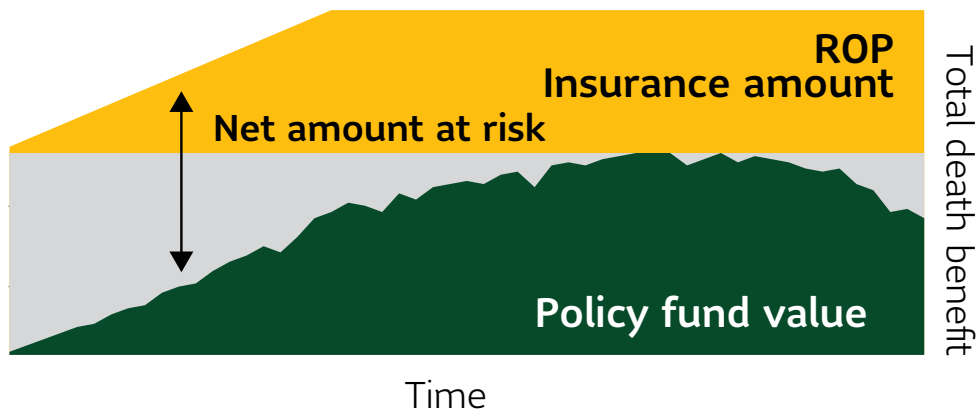 ROP
Insurance amount
Net amount at risk
Policy fund value
Total death benefit
Time